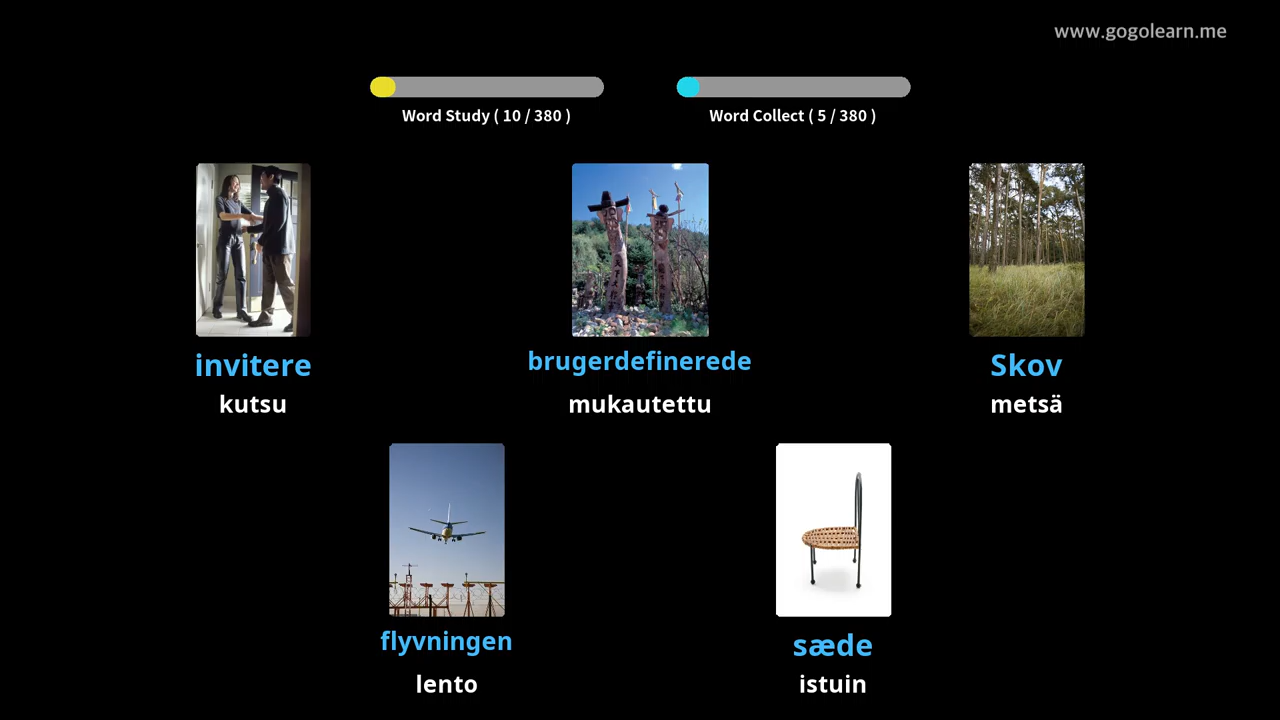 www.gogolearn.me
Word Study ( 10 / 380 )
Word Collect ( 5 / 380 )
invitere
kutsu
brugerdefinerede
mukautettu
Skov
metsä
flyvningen
lento
sæde
istuin